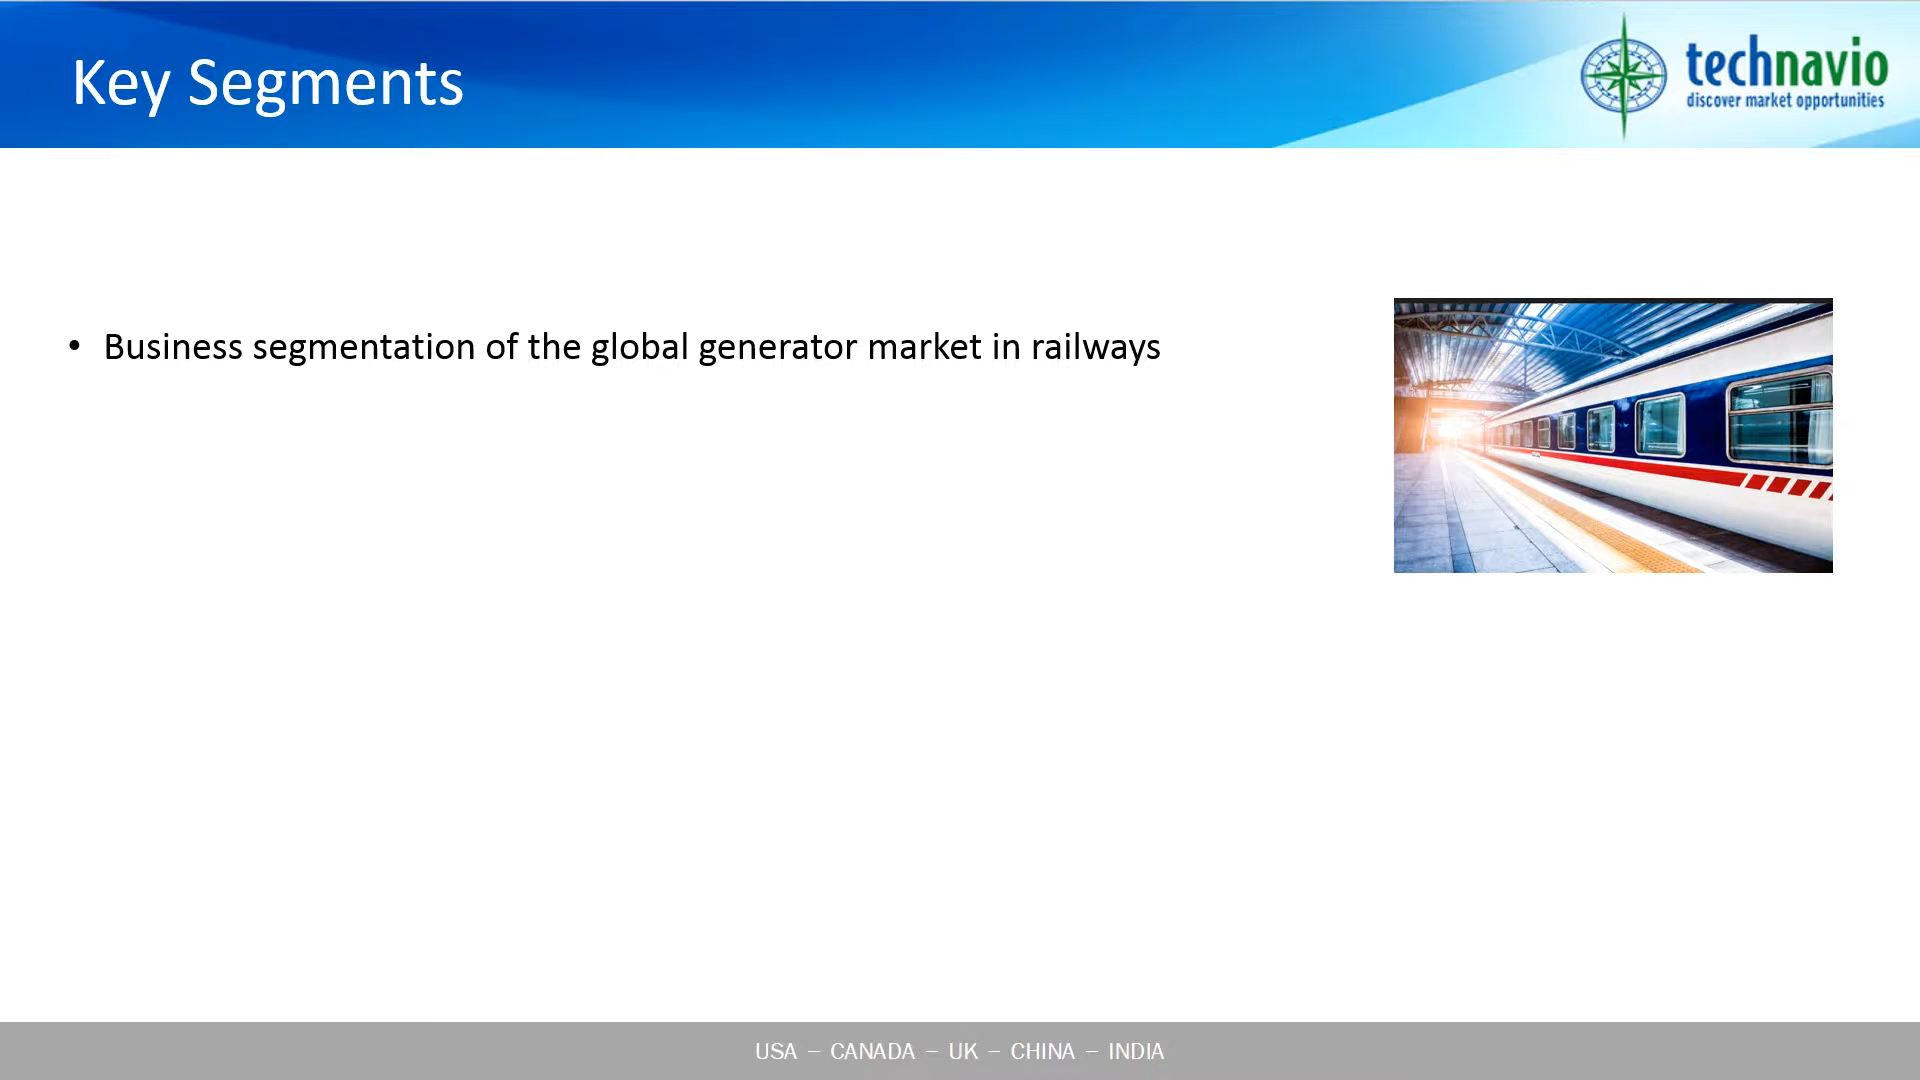 Key Segments
technavio
discover market opportunities
• Business segmentation of the global generator market in railways
USA – CANADA – UK – CHINA – INDIA